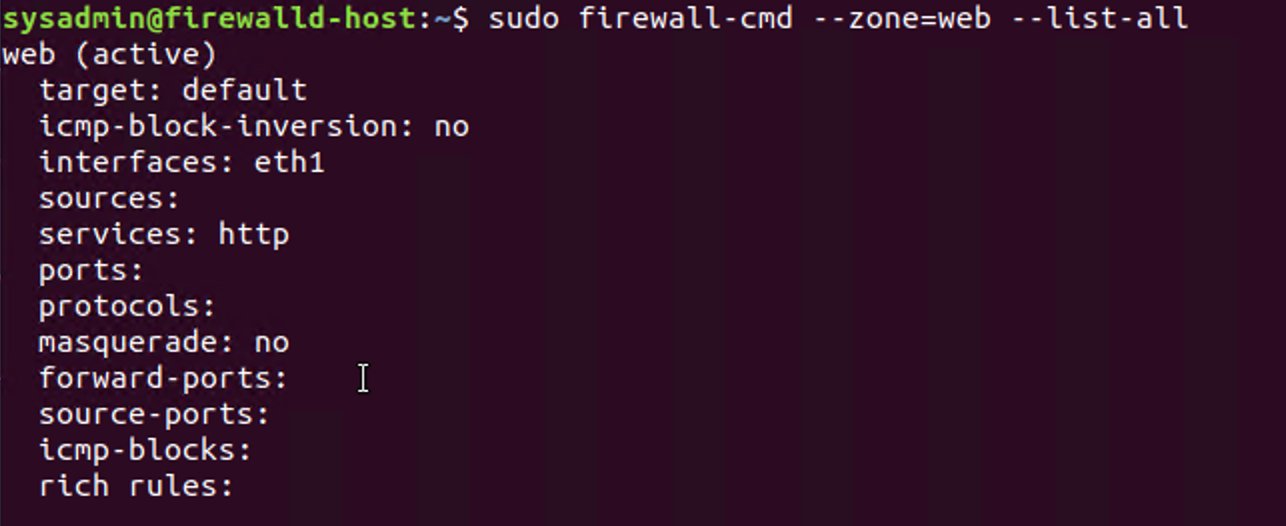 sysadmin@firewalld-host:~$ sudo firewall-cmd --zone=web --list-all
web (active)
  target: default
  icmp-block-inversion: no
  interfaces: eth1
  sources:
  services: http
  ports:
  protocols:
  masquerade: no
  forward-ports:
  source-ports:
  icmp-blocks:
  rich rules: